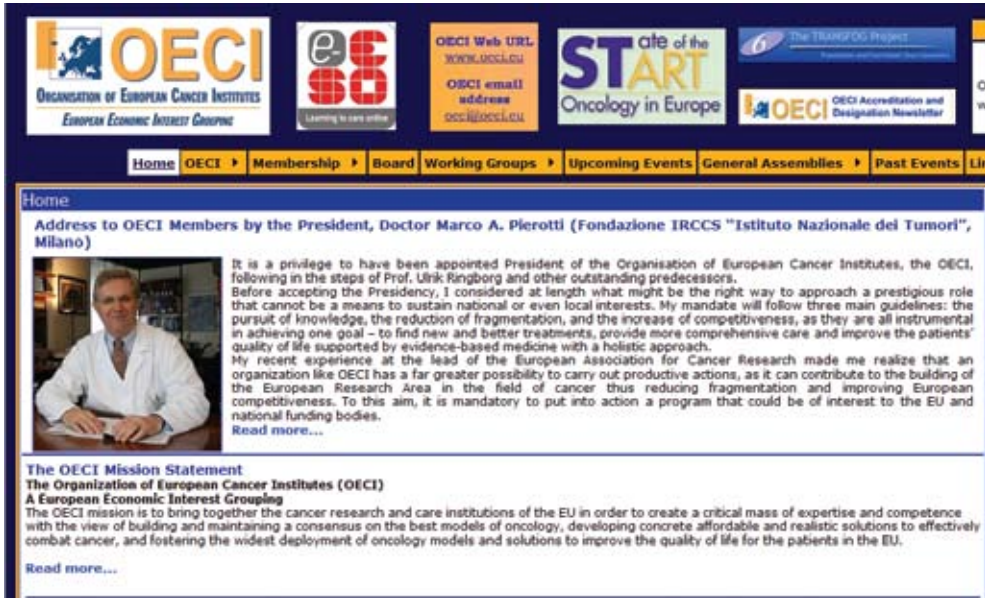 OECI
ORGANISATION OF EUROPEAN CANCER INSTITUTES
EUROPEAN ECONOMIC INTEREST GROUPING
e-ESO
Learning to care online
OECI Web URL
www.oeci.eu
OECI email
address
oeci@oeci.eu
STate of the
ART
Oncology in Europe
6 The TRANSFOG Project
OECI OECI Accreditation and
Designation Newsletter
Home OECI Membership Board Working Groups Upcoming Events General Assemblies Past Events
Home
Address to OECI Members by the President, Doctor Marco A. Pierotti (Fondazione IRCCS "Istituto Nazionale dei Tumori",
Milano)
It is a privilege to have been appointed President of the Organisation of European Cancer Institutes, the OECI,
following in the steps of Prof. Ulrik Ringborg and other outstanding predecessors.
Before accepting the Presidency, I considered at length what might be the right way to approach a prestigious role
that cannot be a means to sustain national or even local interests. My mandate will follow three main guidelines: the
pursuit of knowledge, the reduction of fragmentation, and the increase of competitiveness, as they are all instrumental
in achieving one goal – to find new and better treatments, provide more comprehensive care and improve the patients'
quality of life supported by evidence-based medicine with a holistic approach.
My recent experience at the lead of the European Association for Cancer Research made me realize that an
organization like OECI has a far greater possibility to carry out productive actions, as it can contribute to the building of
the European Research Area in the field of cancer thus reducing fragmentation and improving European
competitiveness. To this aim, it is mandatory to put into action a program that could be of interest to the EU and
national funding bodies.
Read more...
The OECI Mission Statement
The Organization of European Cancer Institutes (OECI)
A European Economic Interest Grouping
The OECI mission is to bring together the cancer research and care institutions of the EU in order to create a critical mass of expertise and competence
with the view of building and maintaining a consensus on the best models of oncology, developing concrete affordable and realistic solutions to effectively
combat cancer, and fostering the widest deployment of oncology models and solutions to improve the quality of life for the patients in the EU.
Read more...